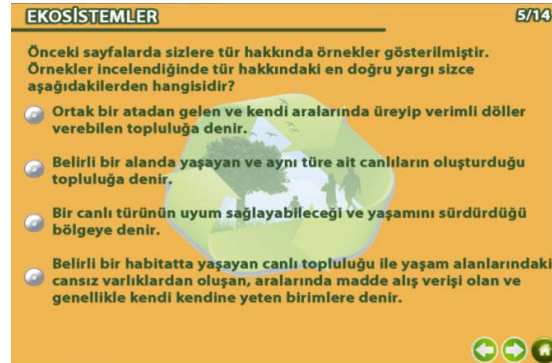 EKOSİSTEMLER
5/14
Önceki sayfalarda sizlere tür hakkında örnekler gösterilmiştir.
Örnekler incelendiğinde tür hakkındaki en doğru yargı sizce
aşağıdakilerden hangisidir?
Ortak bir atadan gelen ve kendi aralarında üreyip verimli döller
verebilen topluluğa denir.
Belirli bir alanda yaşayan ve aynı türe ait canlıların oluşturduğu
topluluğa denir.
Bir canlı türünün uyum sağlayabileceği ve yaşamını sürdürdüğü
bölgeye denir.
Belirli bir habitatta yaşayan canlı topluluğu ile yaşam alanlarındaki
cansız varlıklardan oluşan, aralarında madde alış verişi olan ve
genellikle kendi kendine yeten birimlere denir.